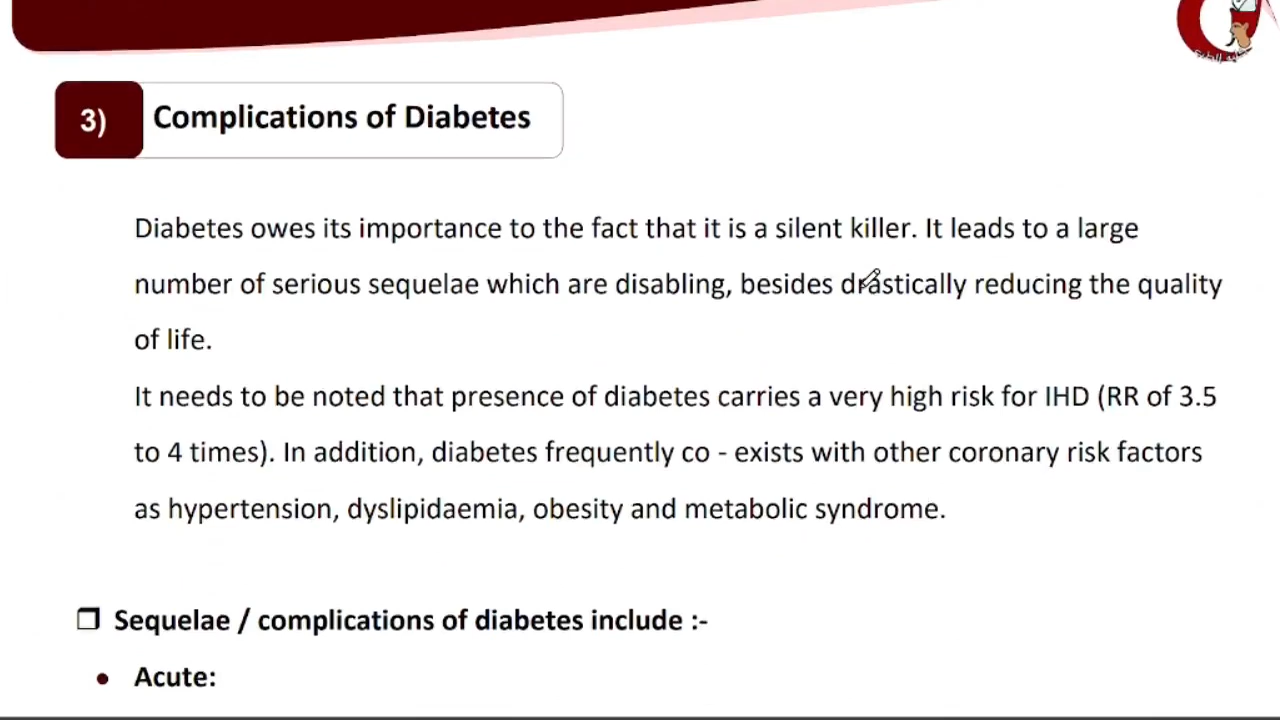 3) Complications of Diabetes
Diabetes owes its importance to the fact that it is a silent killer. It leads to a large
number of serious sequelae which are disabling, besides drastically reducing the quality
of life.
It needs to be noted that presence of diabetes carries a very high risk for IHD (RR of 3.5
to 4 times). In addition, diabetes frequently co - exists with other coronary risk factors
as hypertension, dyslipidaemia, obesity and metabolic syndrome.
❒ Sequelae / complications of diabetes include :-
• Acute: